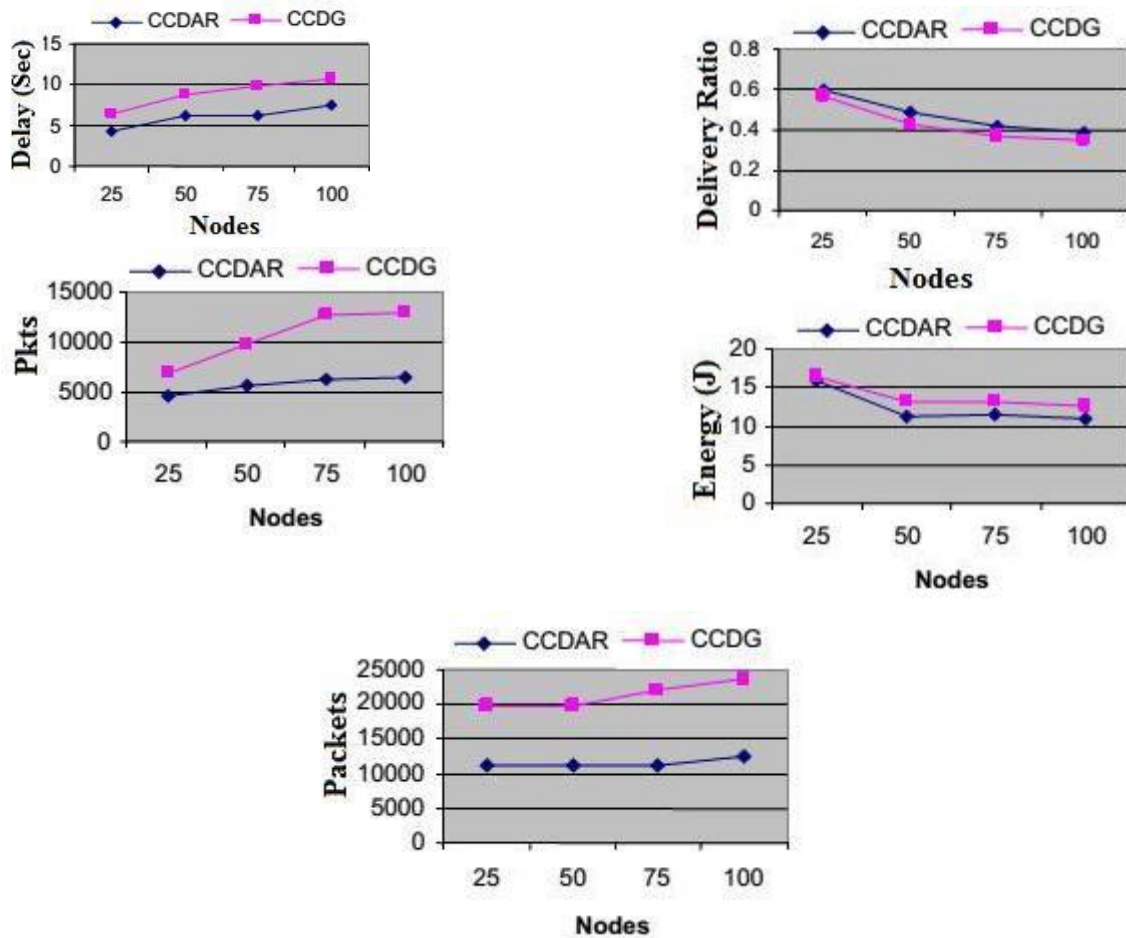 CCDAR CCDG
Delay (Sec)
15
10
5
0
25 50 75 100
Nodes
CCDAR CCDG
Delivery Ratio
0.8
0.6
0.4
0.2
0
25 50 75 100
Nodes
CCDAR CCDG
Pkts
15000
10000
5000
0
25 50 75 100
Nodes
CCDAR CCDG
Energy (J)
20
15
10
5
0
25 50 75 100
Nodes
CCDAR CCDG
Packets
25000
20000
15000
10000
5000
0
25 50 75 100
Nodes